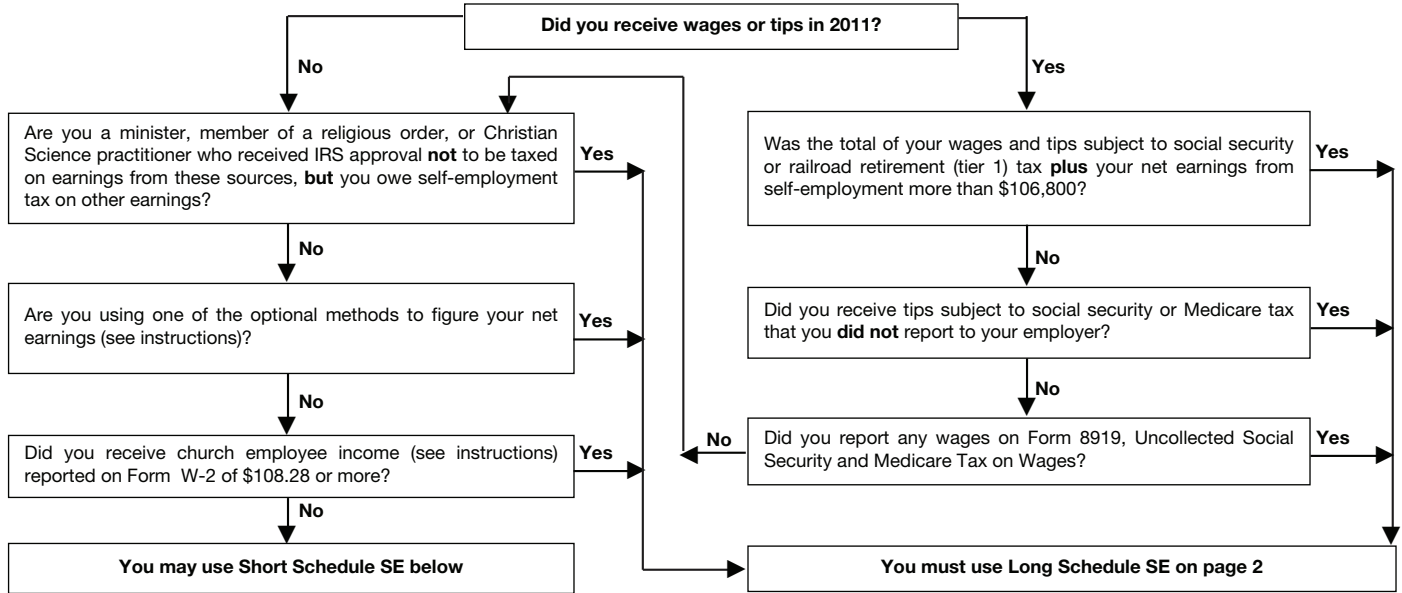 Did you receive wages or tips in 2011?
No
Yes
Are you a minister, member of a religious order, or Christian
Science practitioner who received IRS approval not to be taxed
on earnings from these sources, but you owe self-employment
tax on other earnings?
Yes
Was the total of your wages and tips subject to social security
or railroad retirement (tier 1) tax plus your net earnings from
self-employment more than $106,800?
Yes
No
No
Are you using one of the optional methods to figure your net
earnings (see instructions)?
Yes
Did you receive tips subject to social security or Medicare tax
that you did not report to your employer?
Yes
No
No
Did you receive church employee income (see instructions)
reported on Form W-2 of $108.28 or more?
Yes
No
Did you report any wages on Form 8919, Uncollected Social
Security and Medicare Tax on Wages?
Yes
No
You may use Short Schedule SE below
You must use Long Schedule SE on page 2